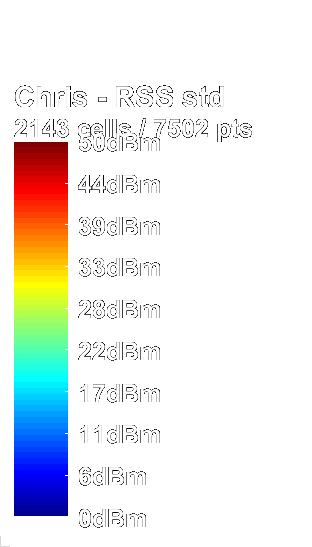 Chris - RSS std
2143 cells / 7502 pts
50dBm
44dBm
39dBm
33dBm
28dBm
22dBm
17dBm
11dBm
6dBm
0dBm